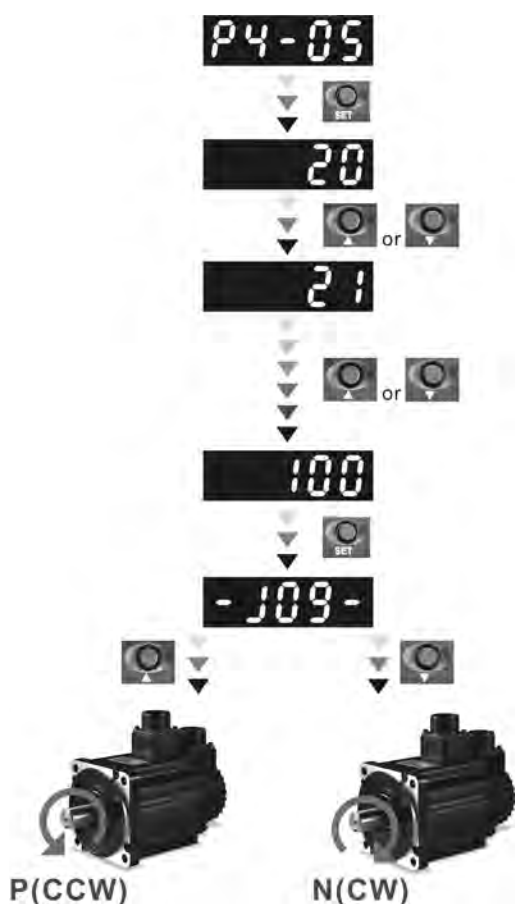 P4-05
SET
20
▲ or ▼
21
▲ or ▼
100
SET
-JOG-
▲ ▼
P(CCW) N(CW)